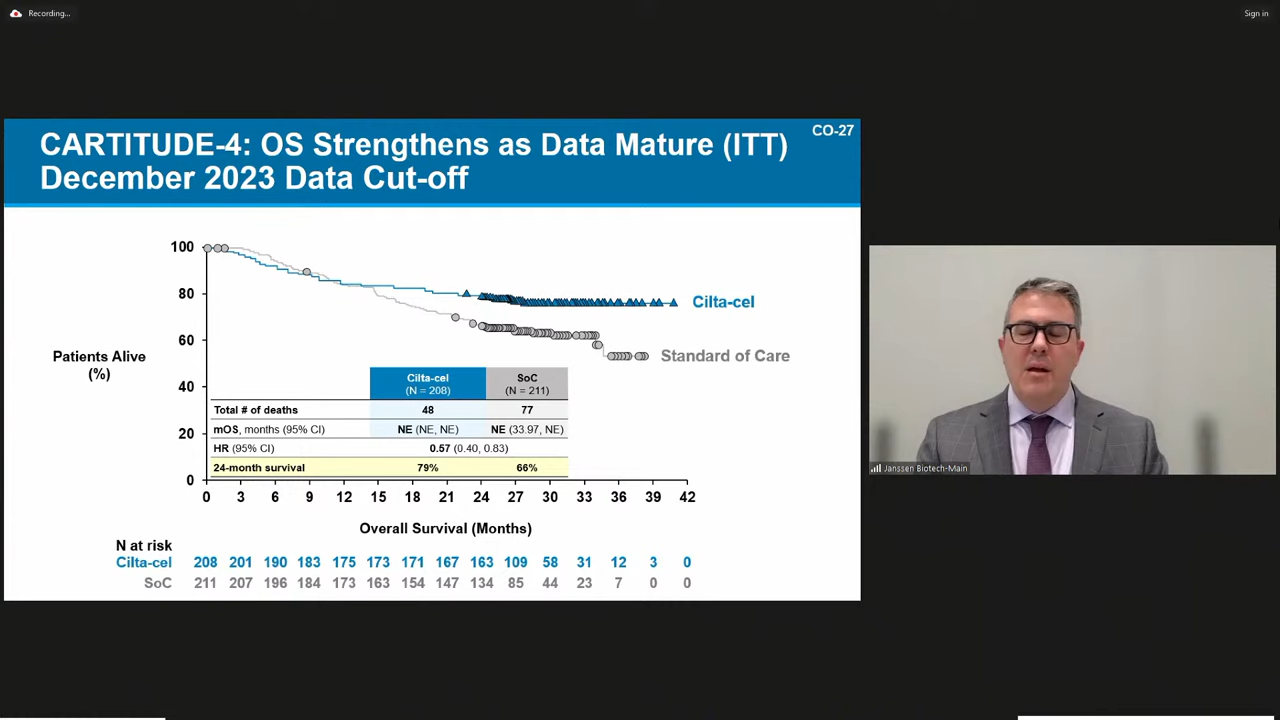 Recording...
Sign in
CARTITUDE-4: OS Strengthens as Data Mature (ITT)
December 2023 Data Cut-off
CO-27
100
80
60
40
20
0
Patients Alive
(%)
Cilta-cel
Standard of Care
Cilta-cel SoC
(N = 208) (N = 211)
Total # of deaths 48 77
mOS, months (95% CI) NE (NE, NE) NE (33.97, NE)
HR (95% CI) 0.57 (0.40, 0.83)
24-month survival 79% 66%
0 3 6 9 12 15 18 21 24 27 30 33 36 39 42
Overall Survival (Months)
N at risk
Cilta-cel 208 201 190 183 175 173 171 167 163 109 58 31 12 3 0
SoC 211 207 196 184 173 163 154 147 134 85 44 23 7 0 0
Janssen Biotech-Main